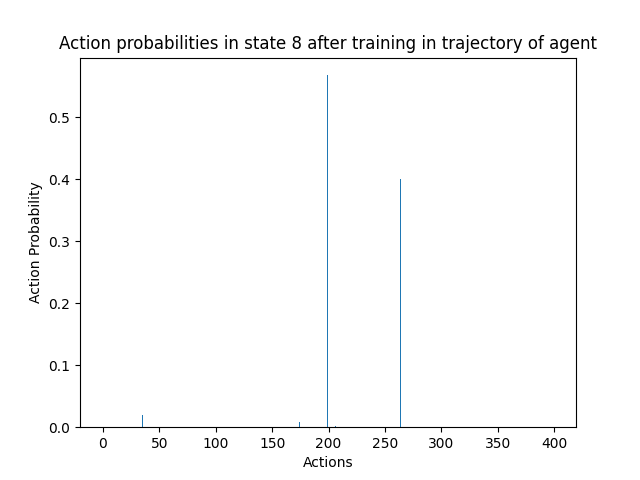 Action probabilities in state 8 after training in trajectory of agent
Action Probability
0.5
0.4
0.3
0.2
0.1
0.0
0 50 100 150 200 250 300 350 400
Actions